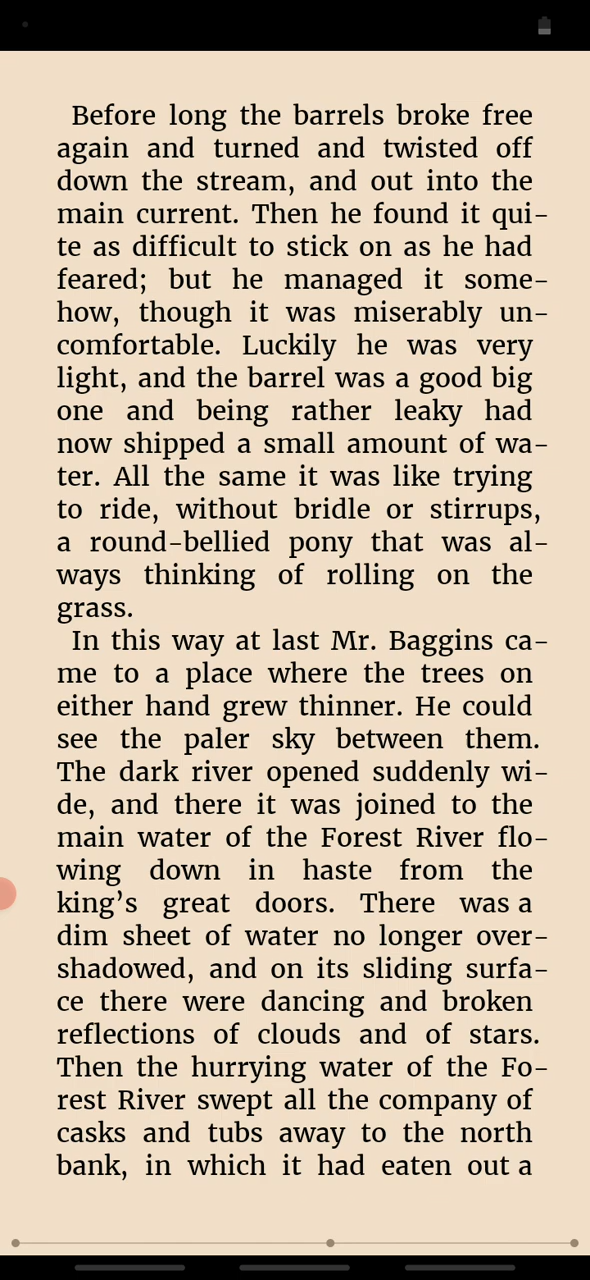 Before long the barrels broke free
again and turned and twisted off
down the stream, and out into the
main current. Then he found it qui-
te as difficult to stick on as he had
feared; but he managed it some-
how, though it was miserably un-
comfortable. Luckily he was very
light, and the barrel was a good big
one and being rather leaky had
now shipped a small amount of wa-
ter. All the same it was like trying
to ride, without bridle or stirrups,
a round-bellied pony that was al-
ways thinking of rolling on the
grass.
In this way at last Mr. Baggins ca-
me to a place where the trees on
either hand grew thinner. He could
see the paler sky between them.
The dark river opened suddenly wi-
de, and there it was joined to the
main water of the Forest River flo-
wing down in haste from the
king’s great doors. There was a
dim sheet of water no longer over-
shadowed, and on its sliding surfa-
ce there were dancing and broken
reflections of clouds and of stars.
Then the hurrying water of the Fo-
rest River swept all the company of
casks and tubs away to the north
bank, in which it had eaten out a